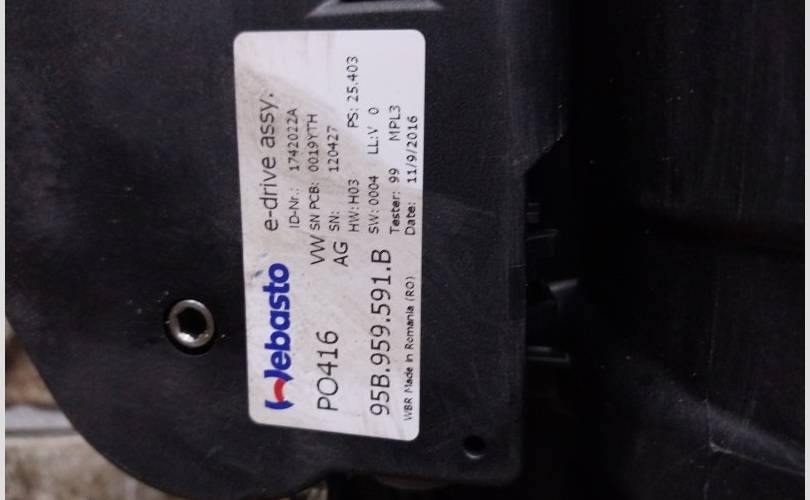 Webasto e-drive assy.
ID-Nr.: 1742022A
PO416 VW SN PCB: 0019YTH
AG SN: 120427
HW: H03 PS: 25.403
95B.959.591.B SW: 0004 LL:V 0
Tester: 99 MPL3
WBR Made in Romania (RO) Date: 11/9/2016